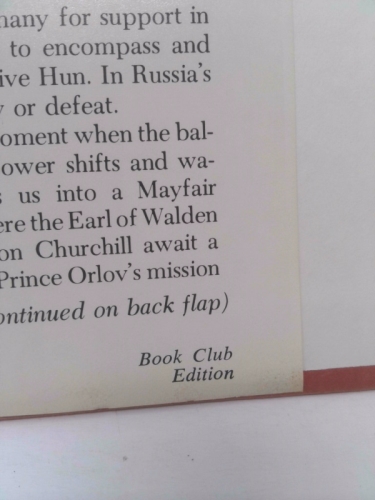 many for support in
to encompass and
ive Hun. In Russia's
or defeat.
oment when the bal-
ower shifts and wa-
s us into a Mayfair
ere the Earl of Walden
on Churchill await a
Prince Orlov's mission
ontinued on back flap)
Book Club
Edition